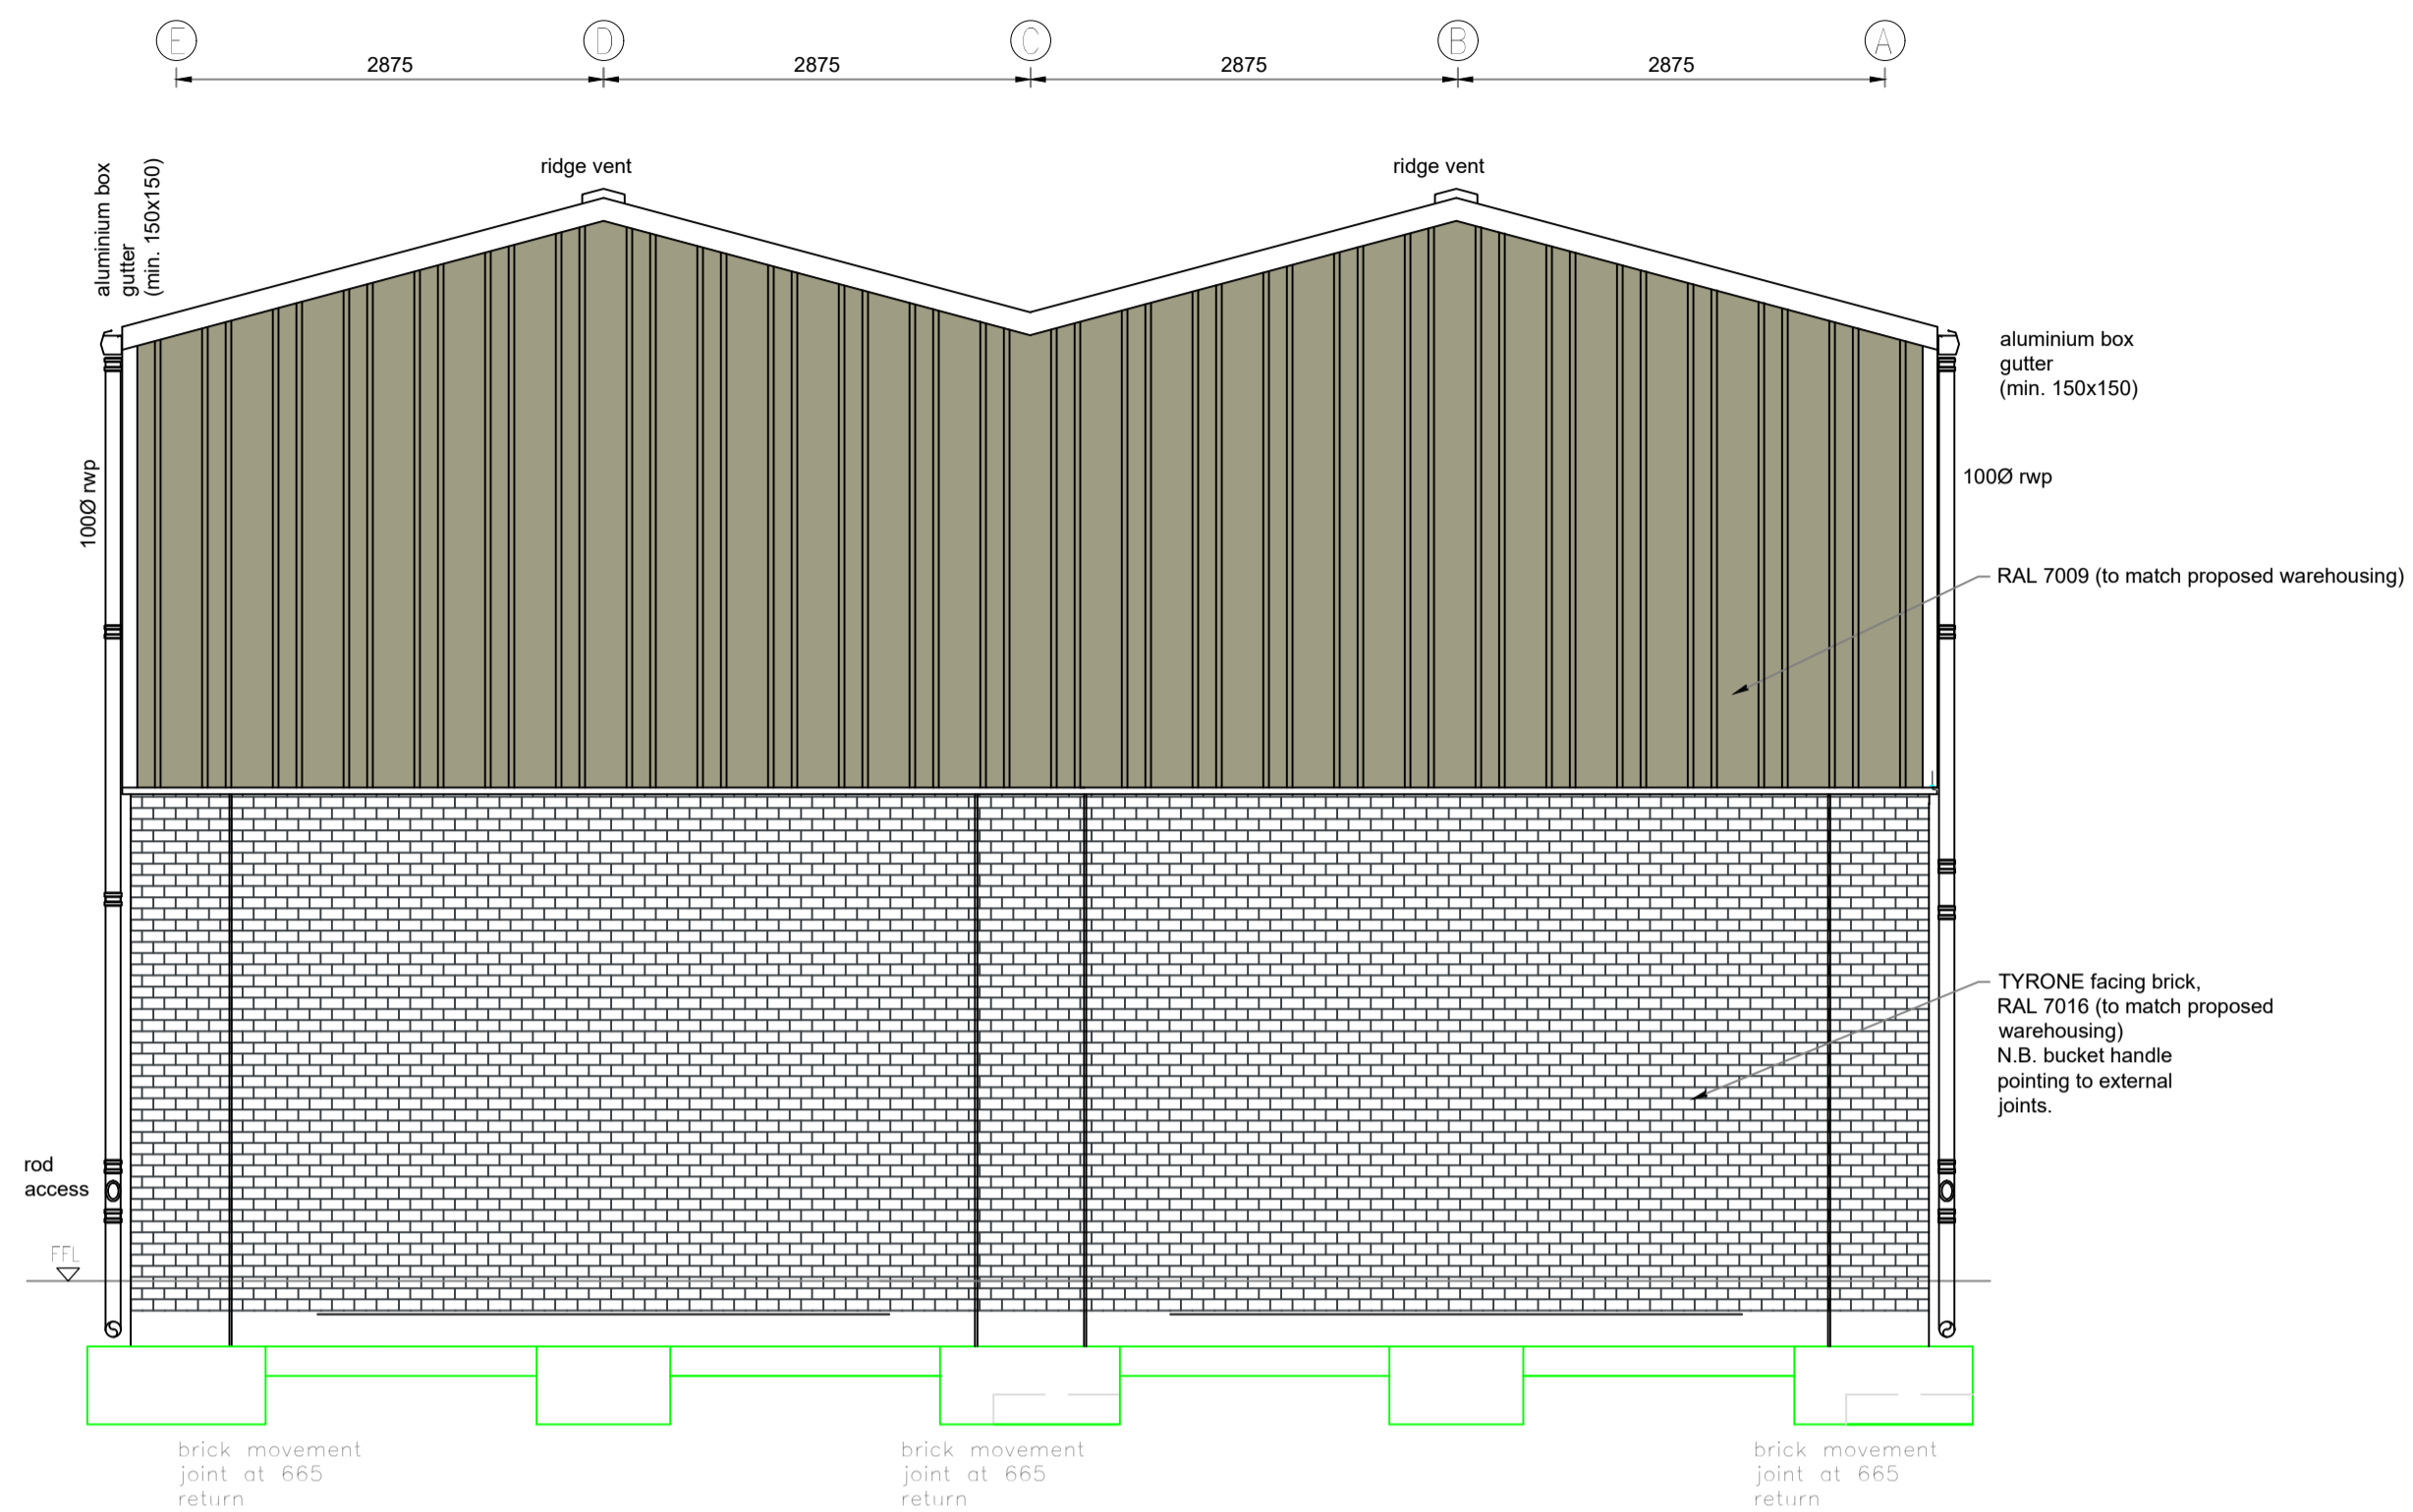 E
D
C
B
A
2875
2875
2875
2875
ridge vent
ridge vent
aluminium box
gutter
(min. 150x150)
aluminium box
gutter
(min. 150x150)
100Ø rwp
100Ø rwp
RAL 7009 (to match proposed warehousing)
TYRONE facing brick,
RAL 7016 (to match proposed
warehousing)
N.B. bucket handle
pointing to external
joints.
rod
access
FFL
brick movement
joint at 665
return
brick movement
joint at 665
return
brick movement
joint at 665
return